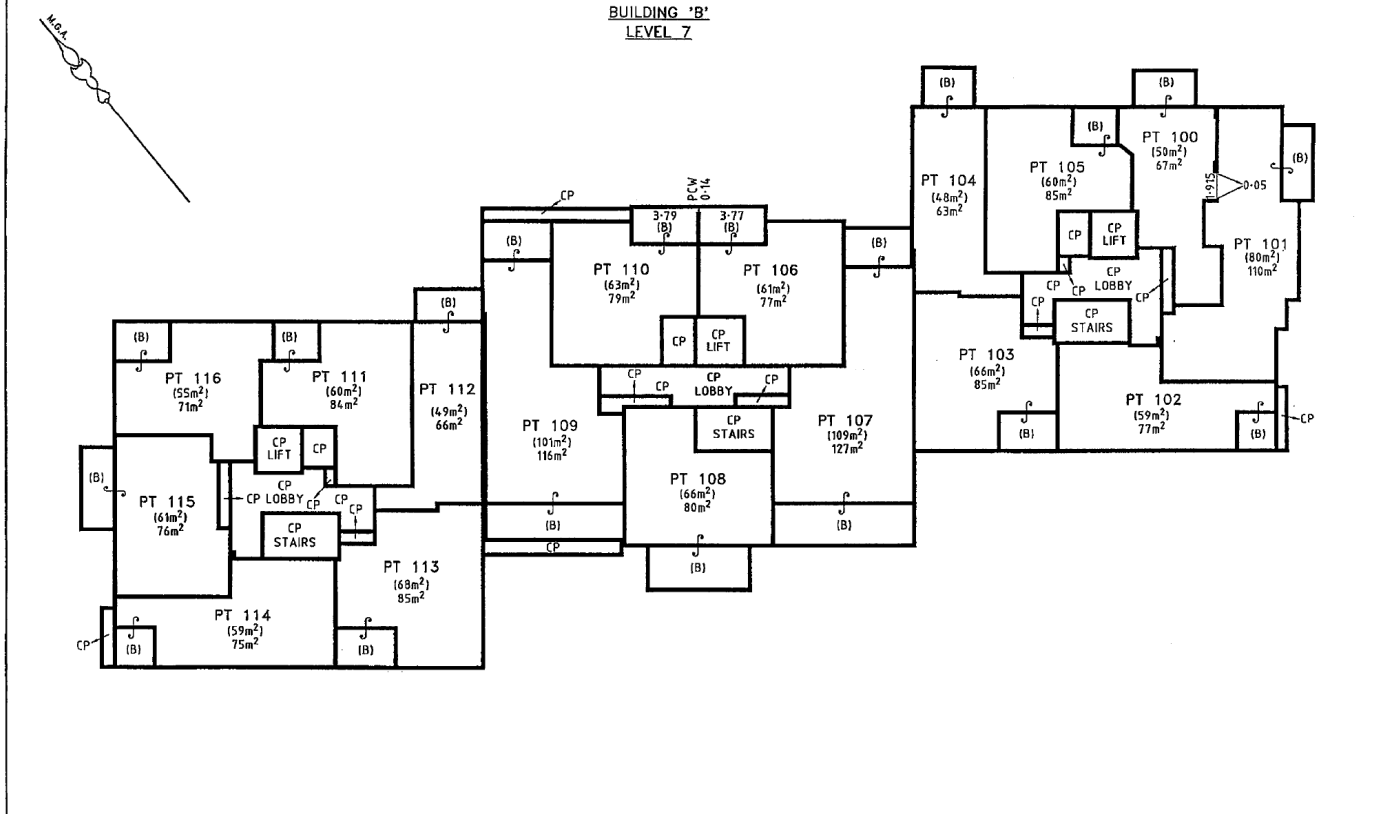 BUILDING 'B'
LEVEL 7
M.G.A.
(B)
(B)
(B)
PT 100
(50m²)
67m²
(B)
PT 104
(48m²)
63m²
PT 105
(60m²)
85m²
1.915
0.05
CP
CP
LIFT
PT 101
(80m²)
110m²
CP
CP
LOBBY
CP
CP
CP
CP
STAIRS
PT 103
(66m²)
85m²
PT 102
(59m²)
77m²
(B)
(B)
CP
CP
PCW
0.14
3.79
(B)
3.77
(B)
(B)
(B)
PT 110
(63m²)
79m²
PT 106
(61m²)
77m²
CP
CP
LIFT
CP
CP
CP
LOBBY
CP
CP
STAIRS
PT 109
(101m²)
116m²
PT 107
(109m²)
127m²
PT 108
(66m²)
80m²
(B)
(B)
CP
(B)
(B)
(B)
(B)
PT 116
(55m²)
71m²
PT 111
(60m²)
84m²
PT 112
(49m²)
66m²
CP
LIFT
CP
(B)
PT 115
(61m²)
76m²
CP
CP
LOBBY
CP
CP
CP
CP
STAIRS
PT 113
(68m²)
85m²
PT 114
(59m²)
75m²
CP
(B)
(B)